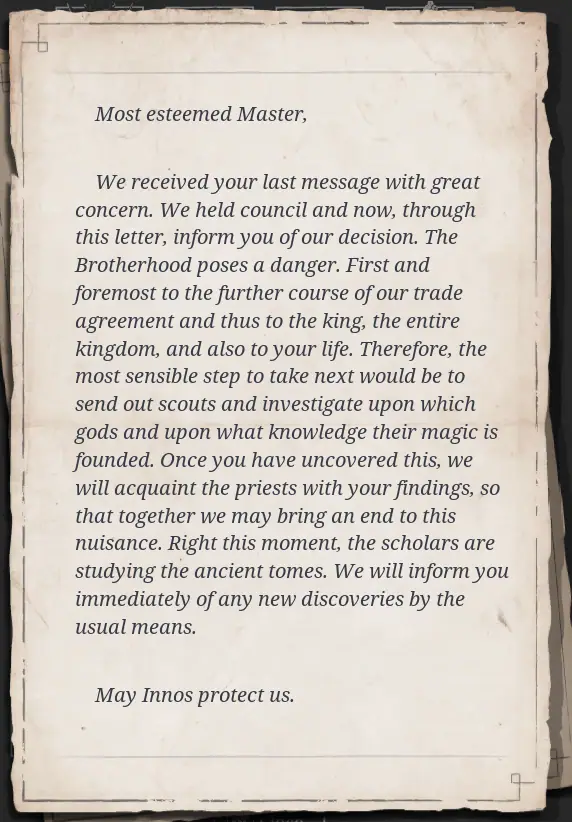 Most esteemed Master,
We received your last message with great
concern. We held council and now, through
this letter, inform you of our decision. The
Brotherhood poses a danger. First and
foremost to the further course of our trade
agreement and thus to the king, the entire
kingdom, and also to your life. Therefore, the
most sensible step to take next would be to
send out scouts and investigate upon which
gods and upon what knowledge their magic is
founded. Once you have uncovered this, we
will acquaint the priests with your findings, so
that together we may bring an end to this
nuisance. Right this moment, the scholars are
studying the ancient tomes. We will inform you
immediately of any new discoveries by the
usual means.
May Innos protect us.